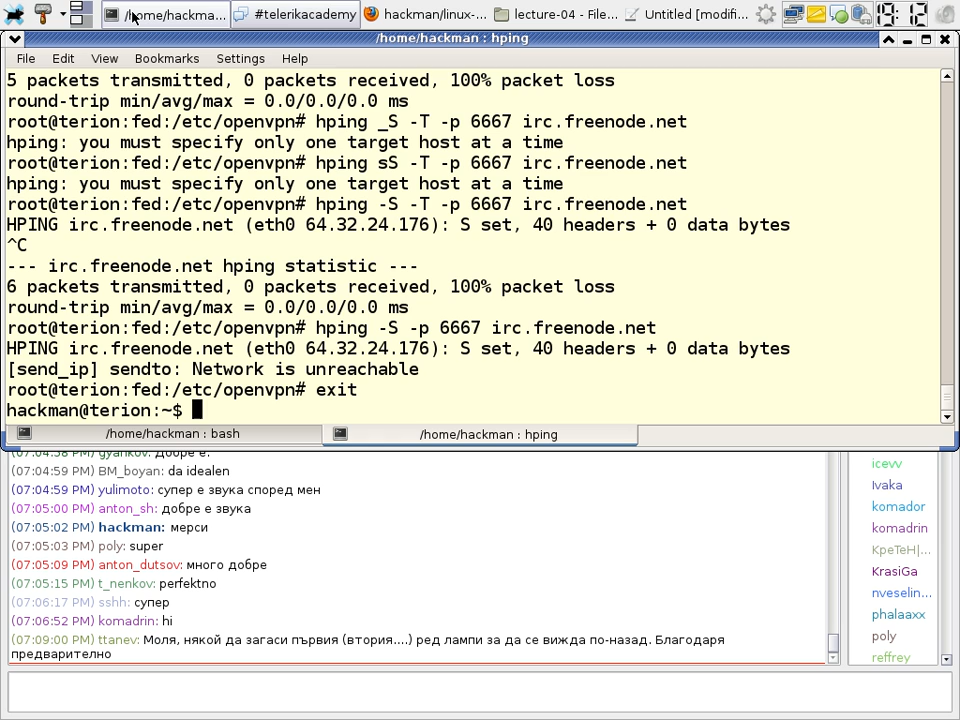 /home/hackma...
#telerikacademy
hackman/linux-...
lecture-04 - File...
Untitled [modifi...
19:12
/home/hackman : hping
File Edit View Bookmarks Settings Help
5 packets transmitted, 0 packets received, 100% packet loss
round-trip min/avg/max = 0.0/0.0/0.0 ms
root@terion:fed:/etc/openvpn# hping _S -T -p 6667 irc.freenode.net
hping: you must specify only one target host at a time
root@terion:fed:/etc/openvpn# hping sS -T -p 6667 irc.freenode.net
hping: you must specify only one target host at a time
root@terion:fed:/etc/openvpn# hping -S -T -p 6667 irc.freenode.net
HPING irc.freenode.net (eth0 64.32.24.176): S set, 40 headers + 0 data bytes
^C
--- irc.freenode.net hping statistic ---
6 packets transmitted, 0 packets received, 100% packet loss
round-trip min/avg/max = 0.0/0.0/0.0 ms
root@terion:fed:/etc/openvpn# hping -S -p 6667 irc.freenode.net
HPING irc.freenode.net (eth0 64.32.24.176): S set, 40 headers + 0 data bytes
[send_ip] sendto: Network is unreachable
root@terion:fed:/etc/openvpn# exit
hackman@terion:~$
/home/hackman : bash
/home/hackman : hping
(07:04:58 PM) gyankov: добре е.
(07:04:59 PM) BM_boyan: da idealen
(07:04:59 PM) yulimoto: супер е звука според мен
(07:05:00 PM) anton_sh: добре е звука
(07:05:02 PM) hackman: мерси
(07:05:03 PM) poly: super
(07:05:09 PM) anton_dutsov: много добре
(07:05:15 PM) t_nenkov: perfektno
(07:06:17 PM) sshh: супер
(07:06:52 PM) komadrin: hi
(07:09:00 PM) ttanev: Моля, някой да загаси първия (втория....) ред лампи за да се вижда по-назад. Благодаря
предварително
icevv
Ivaka
komador
komadrin
KpeTeH|...
KrasiGa
nveselin...
phalaaxx
poly
reffrey